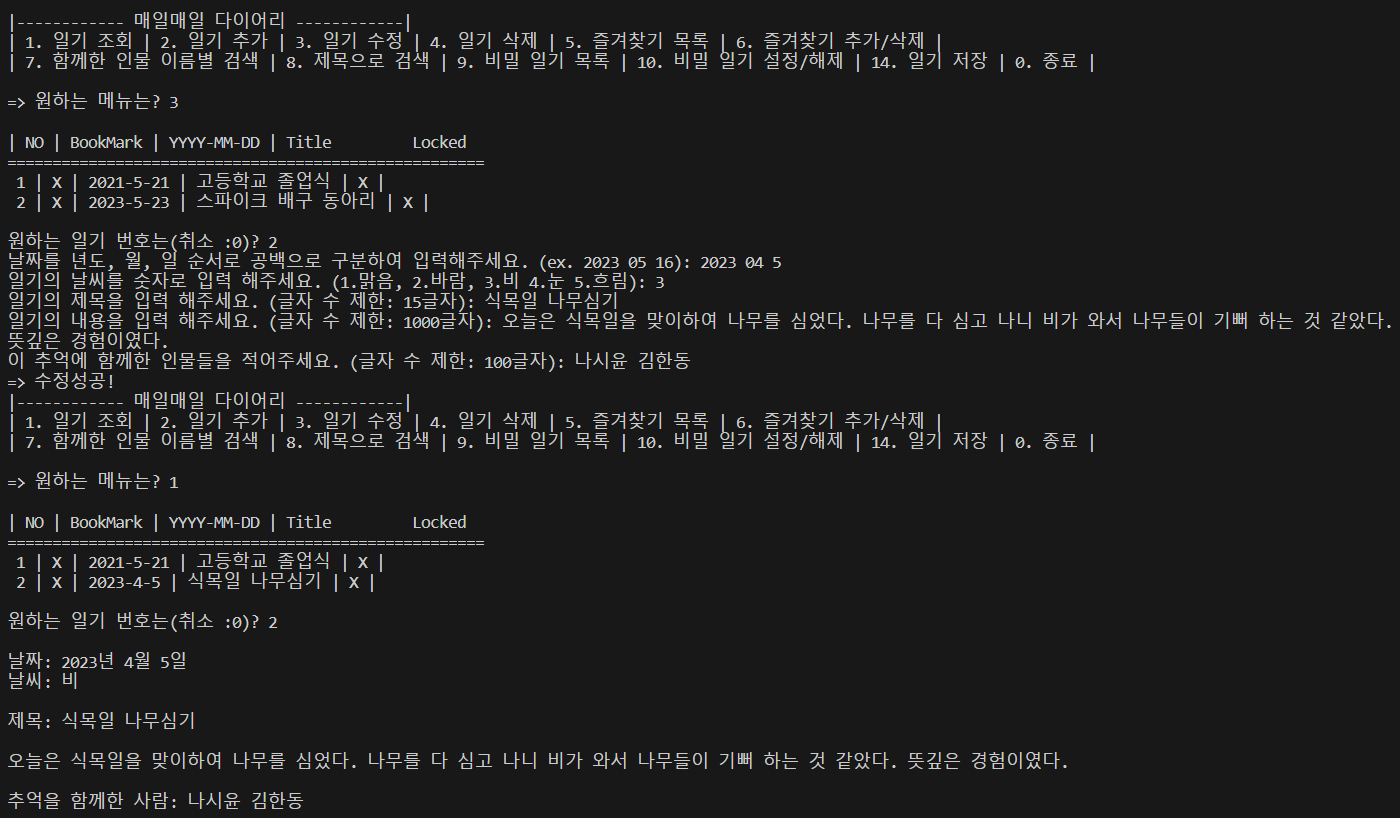 |------------ 매일매일 다이어리 ------------|
| 1. 일기 조회 | 2. 일기 추가 | 3. 일기 수정 | 4. 일기 삭제 | 5. 즐겨찾기 목록 | 6. 즐겨찾기 추가/삭제 |
| 7. 함께한 인물 이름별 검색 | 8. 제목으로 검색 | 9. 비밀 일기 목록 | 10. 비밀 일기 설정/해제 | 14. 일기 저장 | 0. 종료 |
=> 원하는 메뉴는? 3
| NO | BookMark | YYYY-MM-DD | Title         Locked
=====================================================
 1 | X | 2021-5-21 | 고등학교 졸업식 | X |
 2 | X | 2023-5-23 | 스파이크 배구 동아리 | X |
원하는 일기 번호는(취소 :0)? 2
날짜를 년도, 월, 일 순서로 공백으로 구분하여 입력해주세요. (ex. 2023 05 16): 2023 04 5
일기의 날씨를 숫자로 입력 해주세요. (1.맑음, 2.바람, 3.비 4.눈 5.흐림): 3
일기의 제목을 입력 해주세요. (글자 수 제한: 15글자): 식목일 나무심기
일기의 내용을 입력 해주세요. (글자 수 제한: 1000글자): 오늘은 식목일을 맞이하여 나무를 심었다. 나무를 다 심고 나니 비가 와서 나무들이 기뻐 하는 것 같았다.
뜻깊은 경험이였다.
이 추억에 함께한 인물들을 적어주세요. (글자 수 제한: 100글자): 나시윤 김한동
=> 수정성공!
|------------ 매일매일 다이어리 ------------|
| 1. 일기 조회 | 2. 일기 추가 | 3. 일기 수정 | 4. 일기 삭제 | 5. 즐겨찾기 목록 | 6. 즐겨찾기 추가/삭제 |
| 7. 함께한 인물 이름별 검색 | 8. 제목으로 검색 | 9. 비밀 일기 목록 | 10. 비밀 일기 설정/해제 | 14. 일기 저장 | 0. 종료 |
=> 원하는 메뉴는? 1
| NO | BookMark | YYYY-MM-DD | Title         Locked
=====================================================
 1 | X | 2021-5-21 | 고등학교 졸업식 | X |
 2 | X | 2023-4-5 | 식목일 나무심기 | X |
원하는 일기 번호는(취소 :0)? 2
날짜: 2023년 4월 5일
날씨: 비
제목: 식목일 나무심기
오늘은 식목일을 맞이하여 나무를 심었다. 나무를 다 심고 나니 비가 와서 나무들이 기뻐 하는 것 같았다. 뜻깊은 경험이였다.
추억을 함께한 사람: 나시윤 김한동